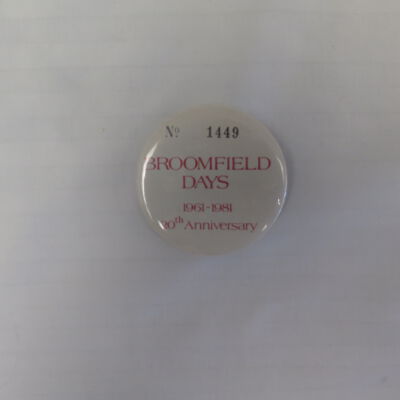 Nº 1449
BROOMFIELD
DAYS
1961-1981
20th Anniversary